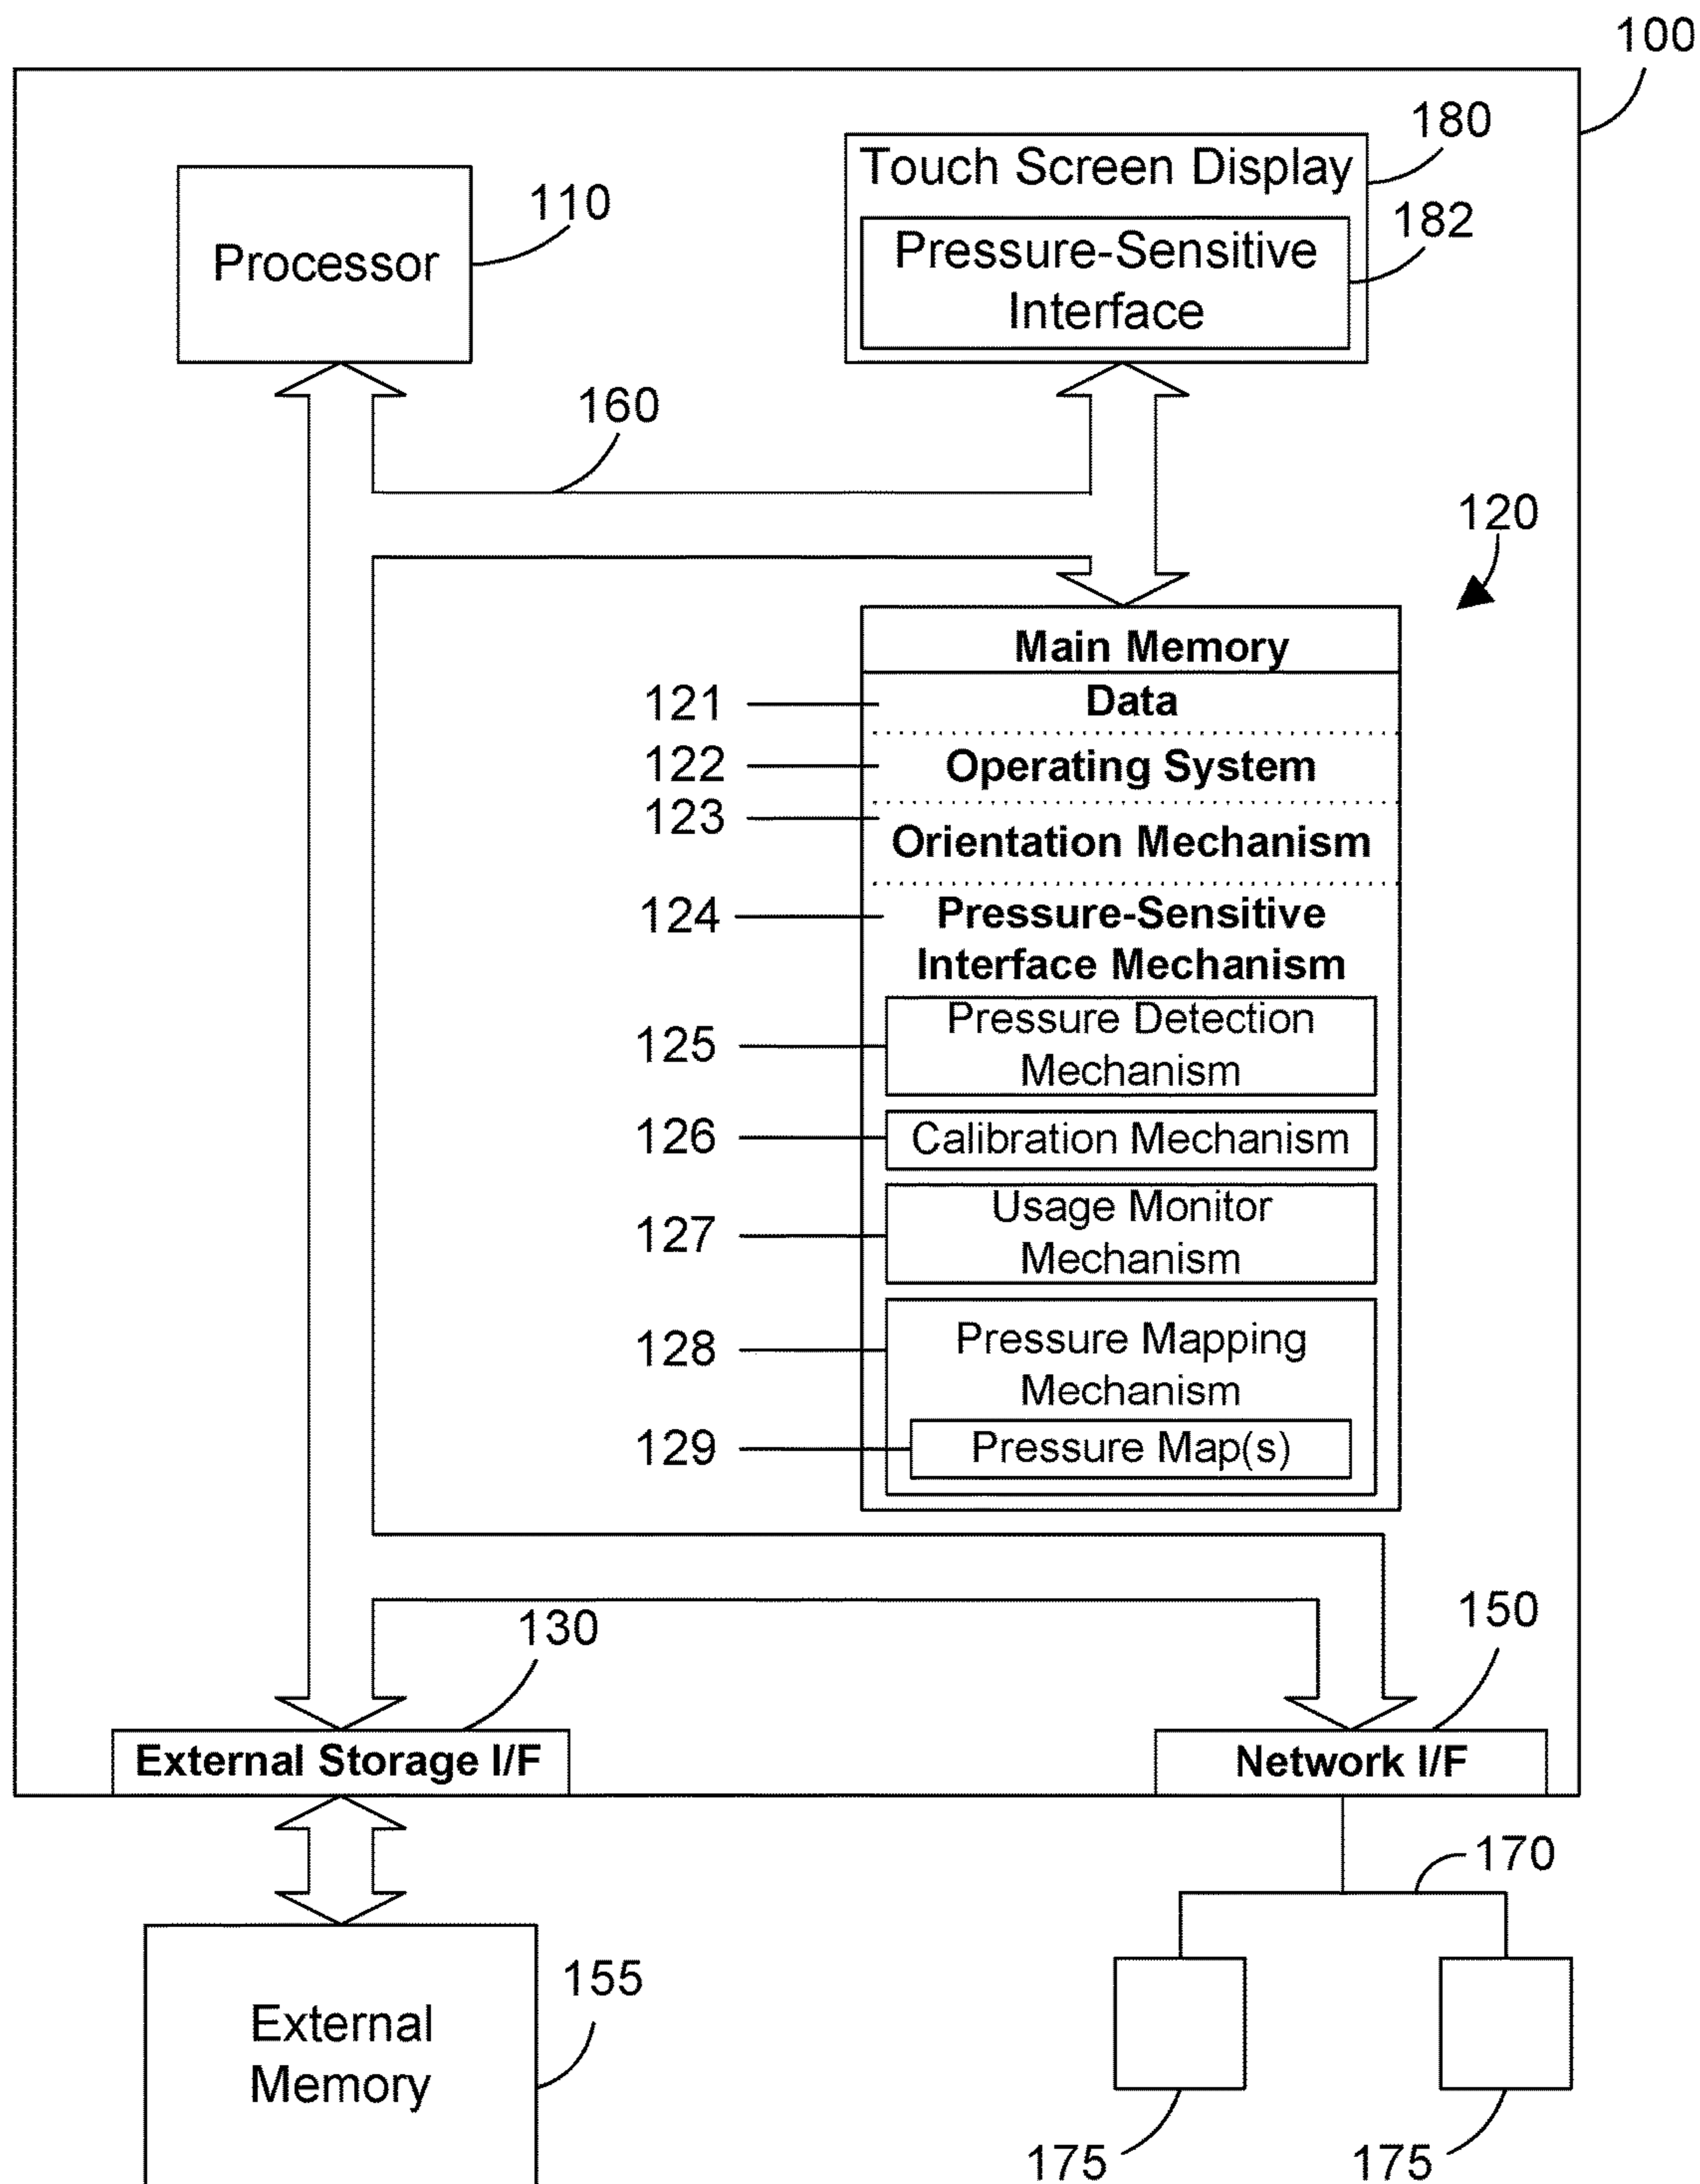 100
180
Touch Screen Display
110
182
Processor
Pressure-Sensitive
Interface
160
120
Main Memory
121
Data
122
Operating System
123
Orientation Mechanism
124
Pressure-Sensitive
Interface Mechanism
125
Pressure Detection
Mechanism
126
Calibration Mechanism
127
Usage Monitor
Mechanism
128
Pressure Mapping
Mechanism
129
Pressure Map(s)
130
150
External Storage I/F
Network I/F
170
155
External
Memory
175
175